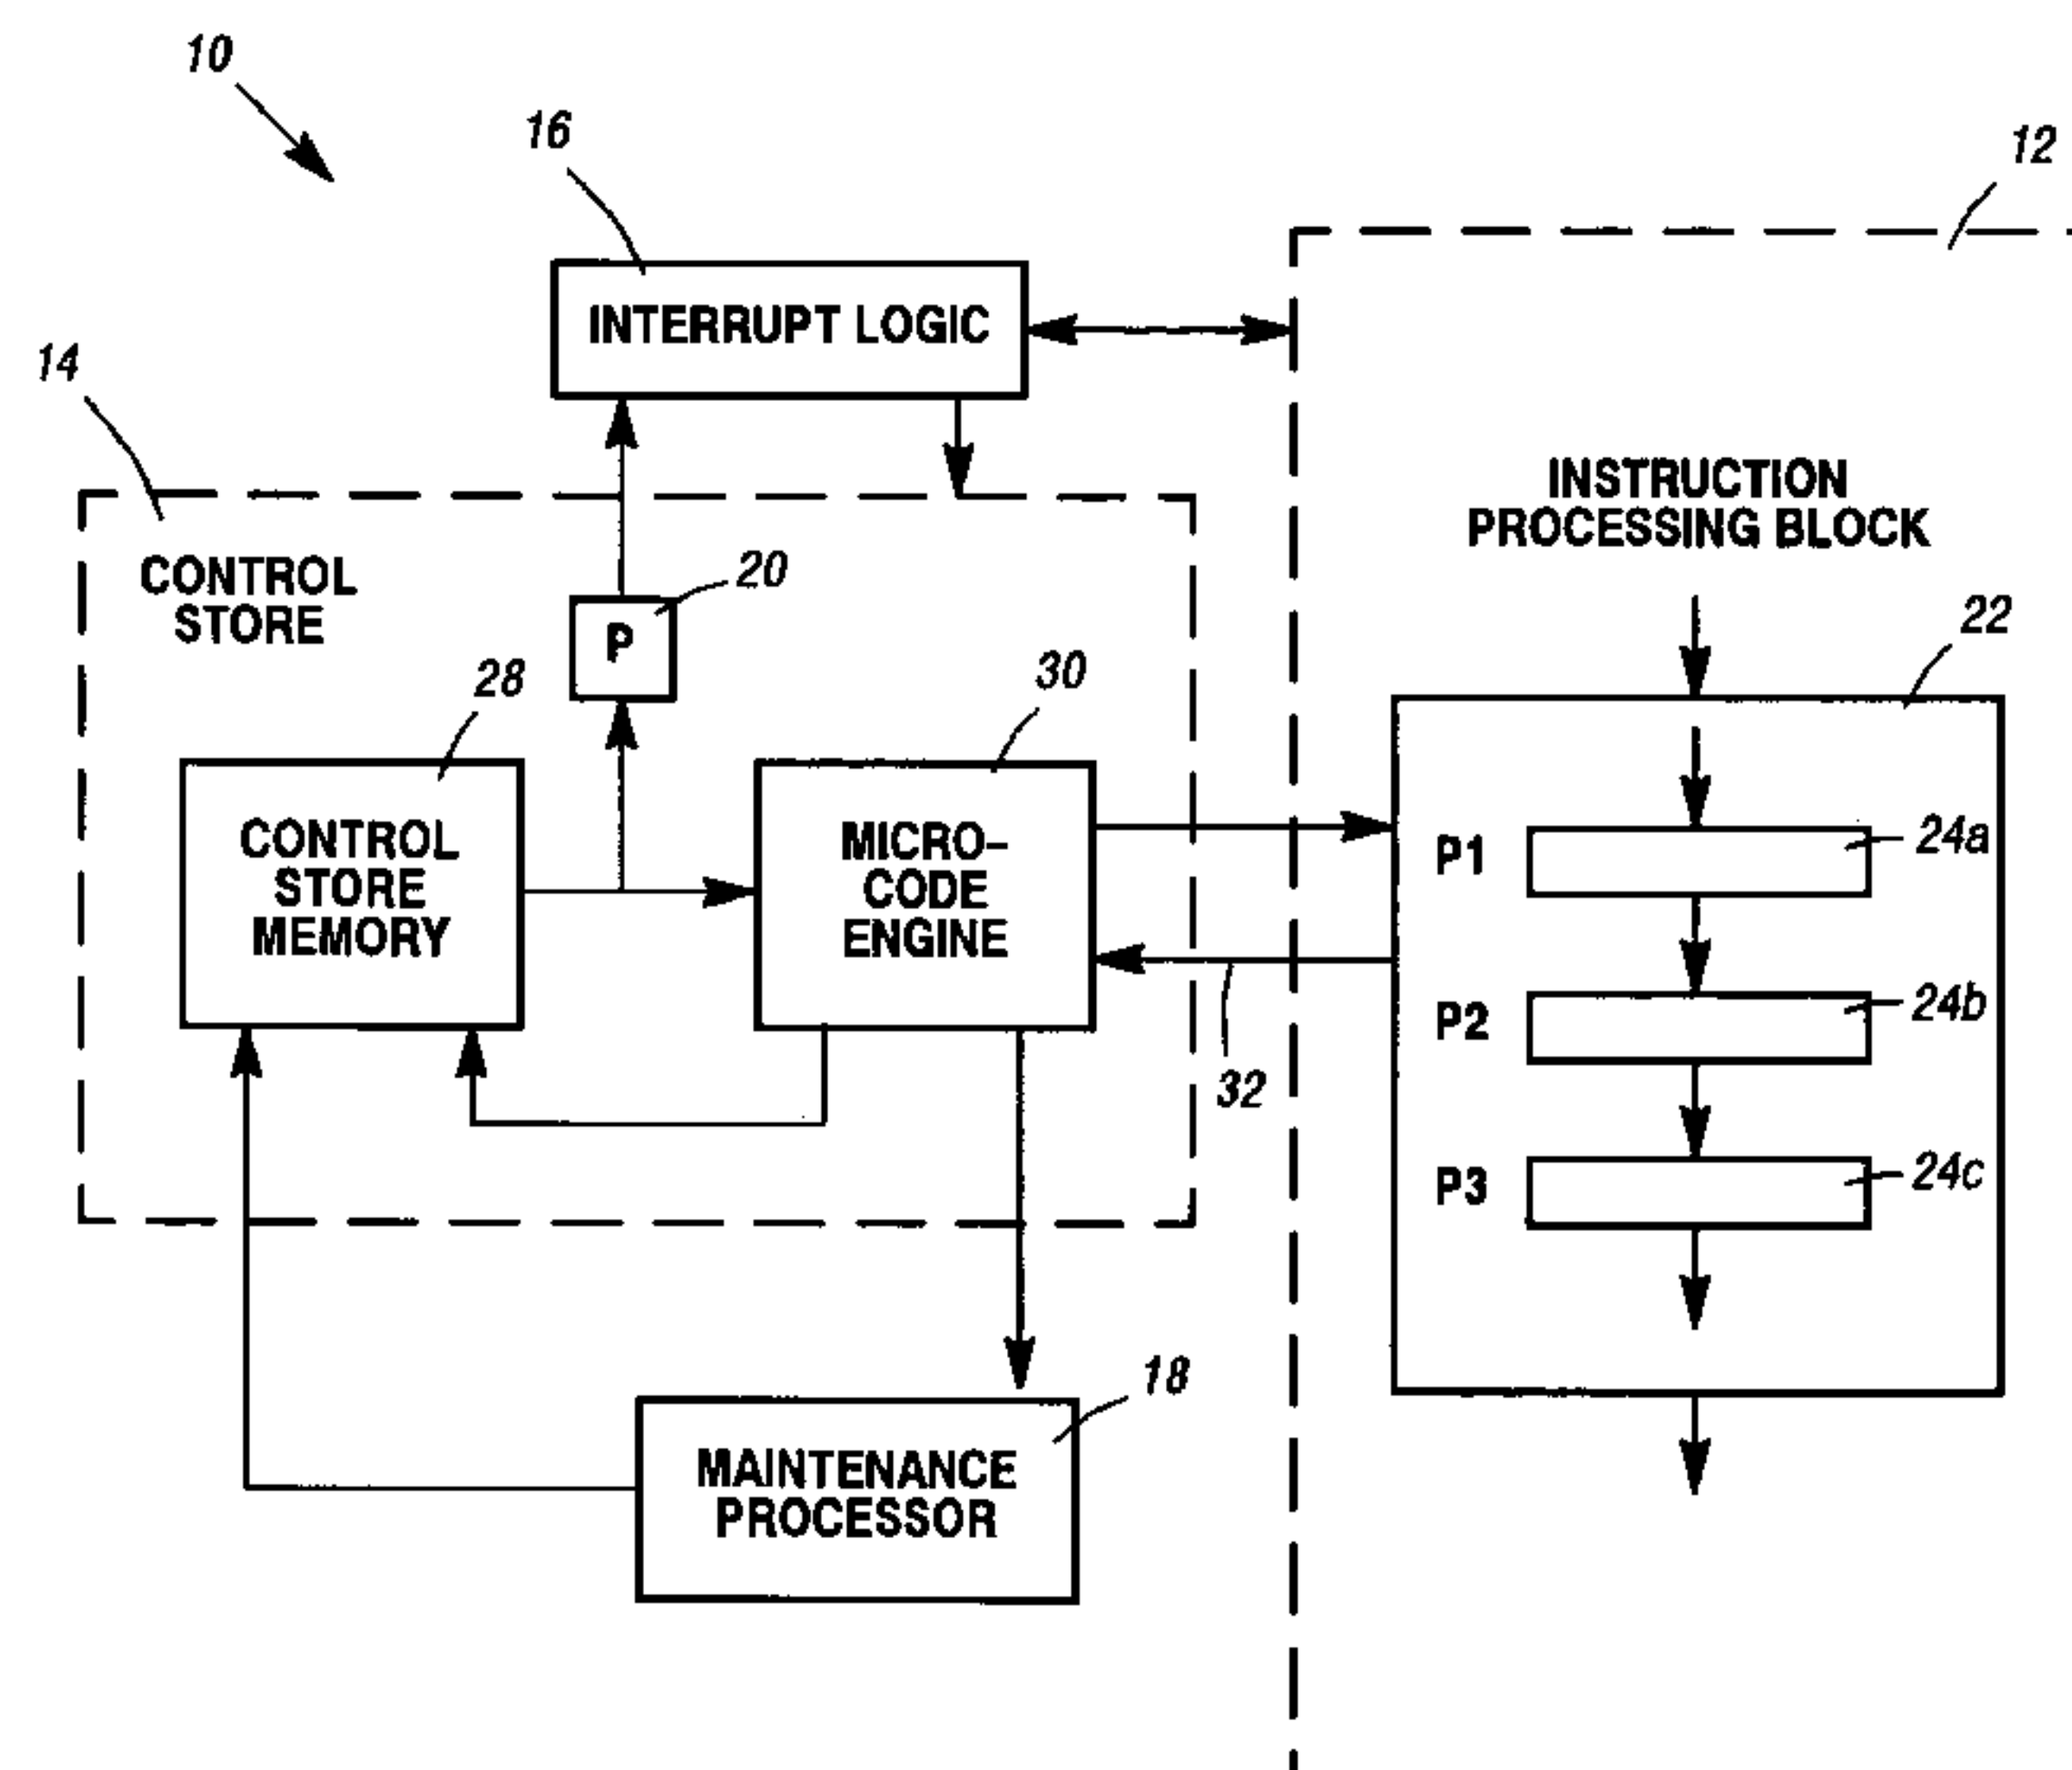 10
16
12
INTERRUPT LOGIC
14
INSTRUCTION
PROCESSING BLOCK
CONTROL
STORE
20
P
22
28
30
CONTROL
STORE
MEMORY
MICRO–
CODE
ENGINE
P1
24a
P2
24b
32
P3
24c
18
MAINTENANCE
PROCESSOR